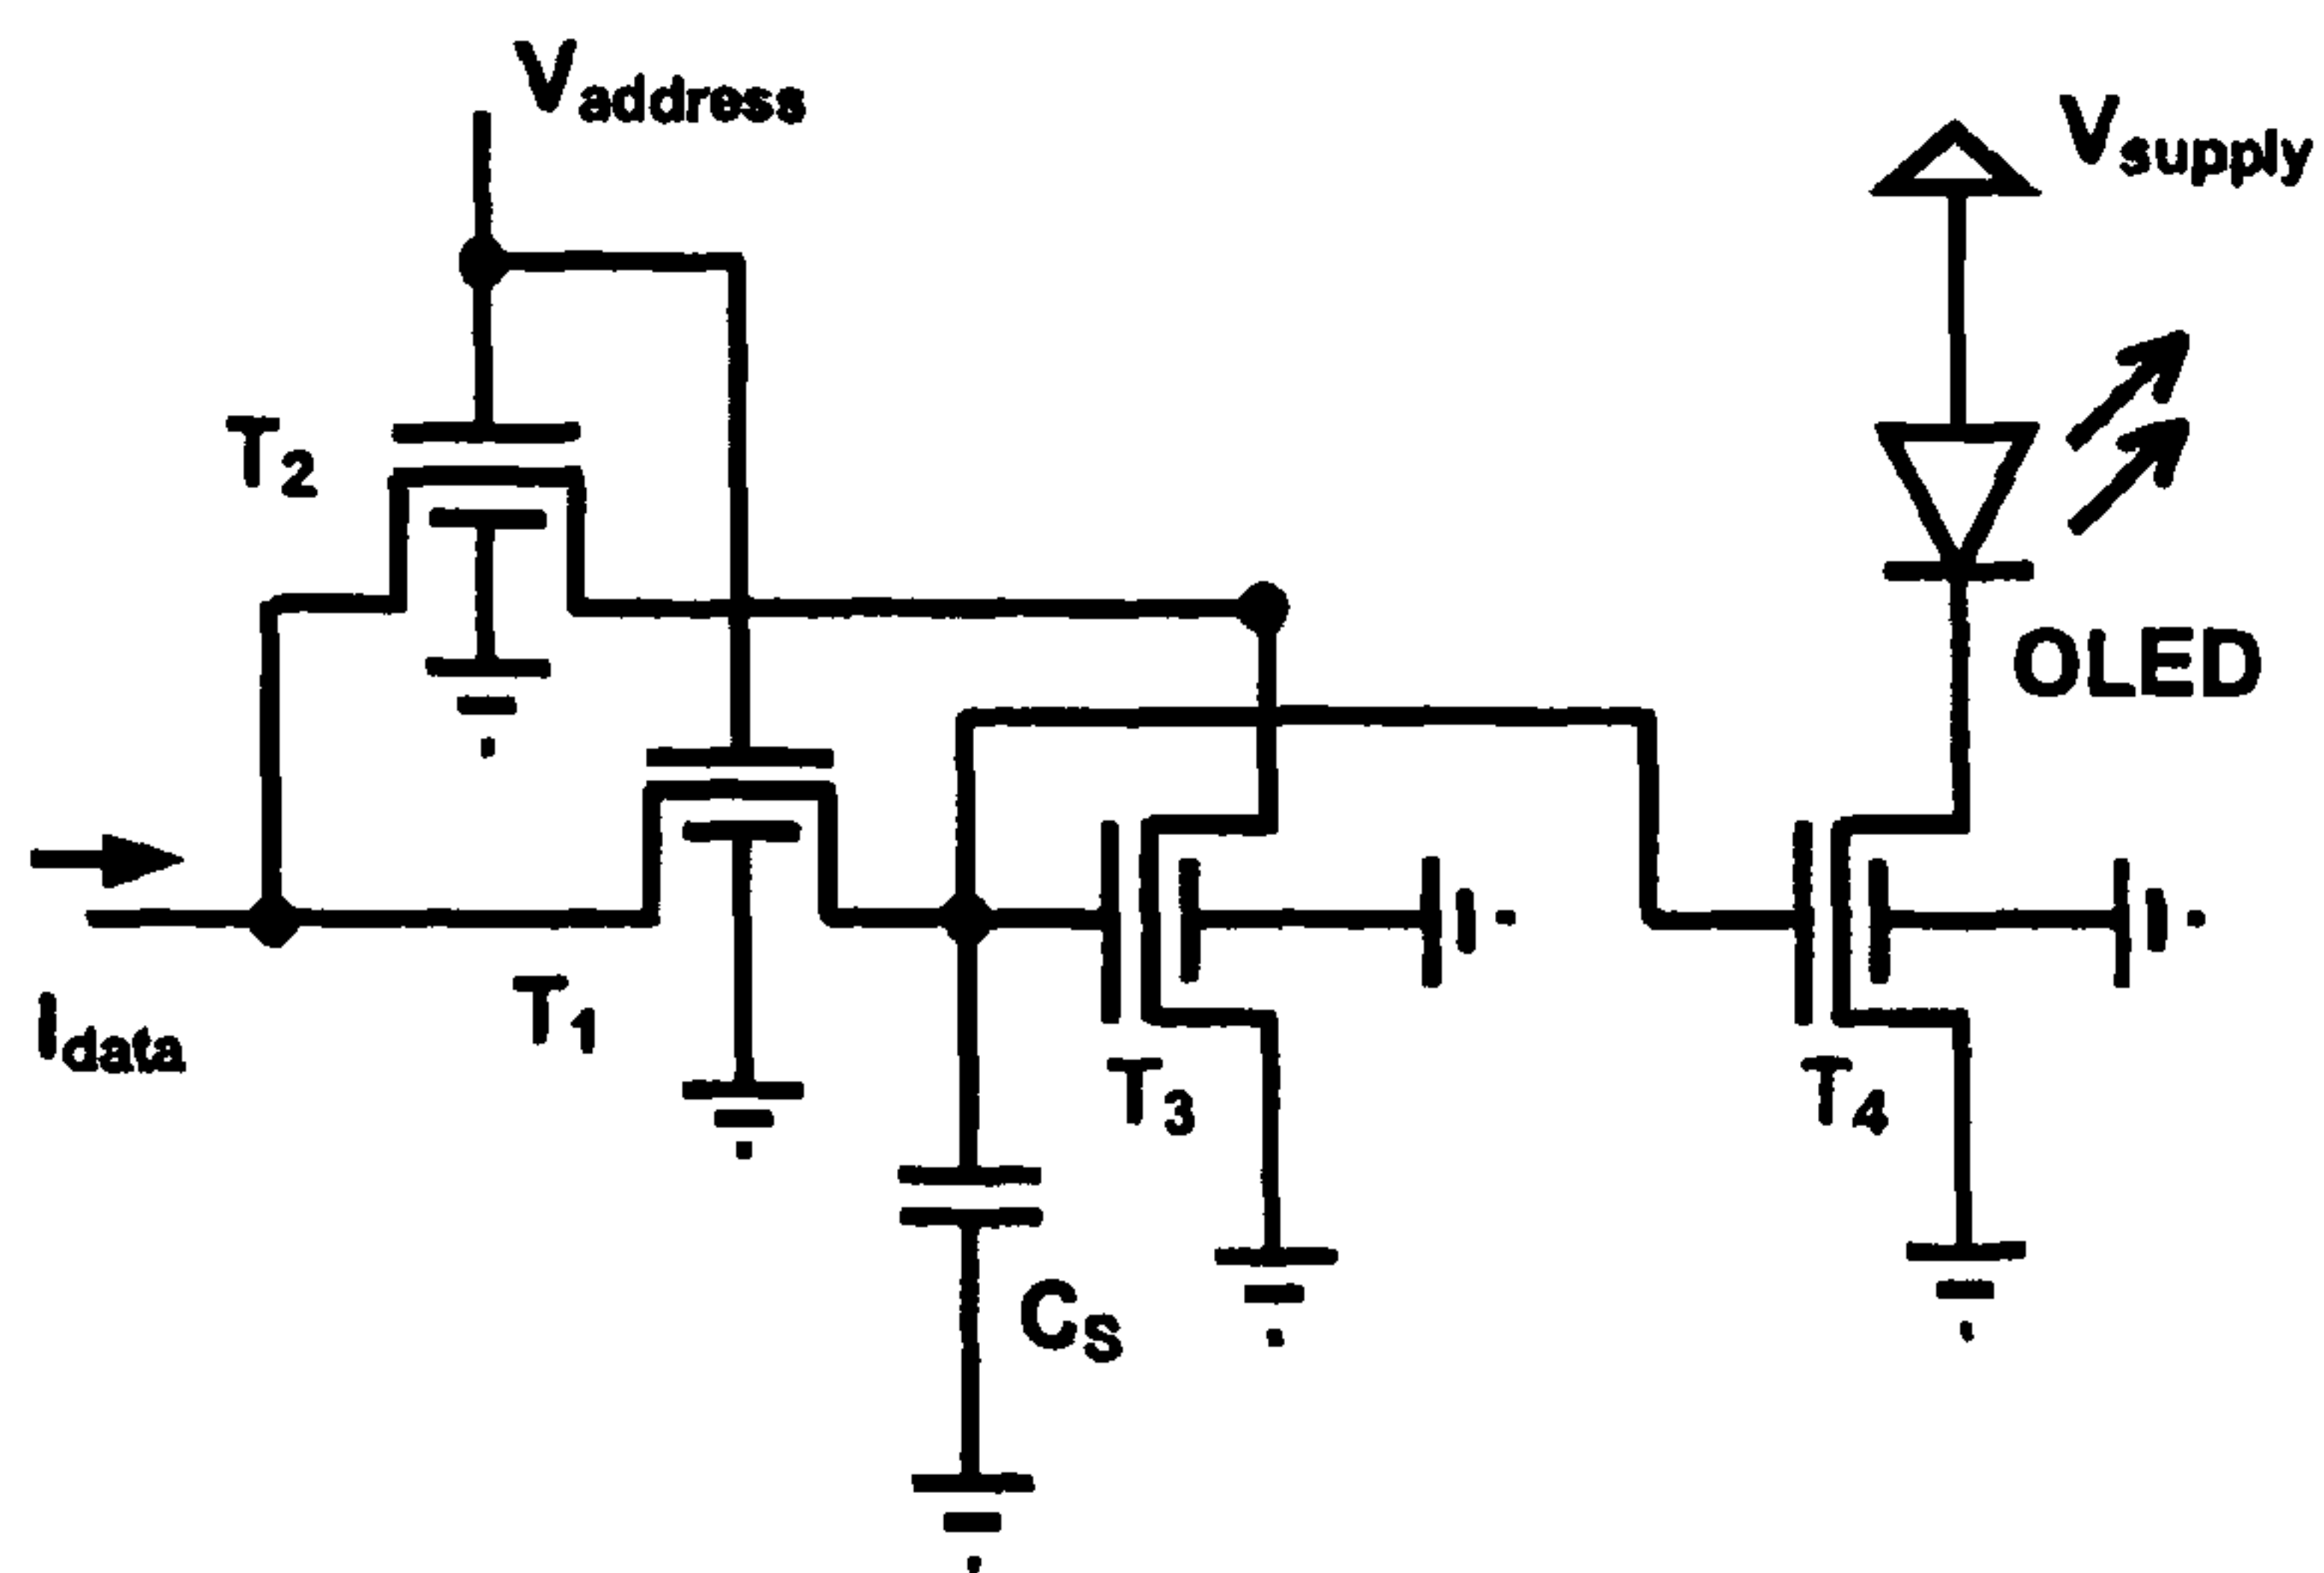 Vaddress
Vsupply
T2
OLED
Idata
T1
T3
T4
CS